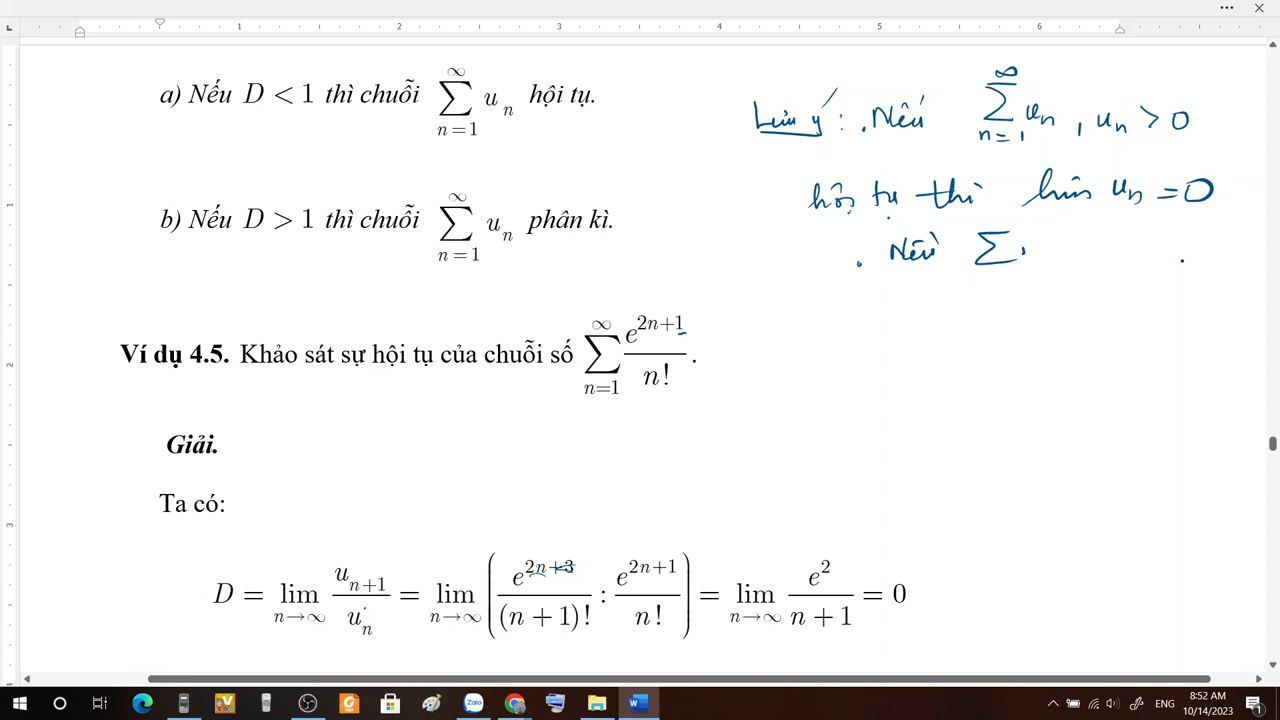 a) Nếu D < 1 thì chuỗi ∑_{n=1}^{∞} u_n hội tụ.
Lưu ý : . Nếu ∑_{n=1}^{∞} u_n , u_n > 0
hội tụ thì lim u_n = 0
b) Nếu D > 1 thì chuỗi ∑_{n=1}^{∞} u_n phân kì.
. Nếu ∑
Ví dụ 4.5. Khảo sát sự hội tụ của chuỗi số ∑_{n=1}^{∞} e^{2n+1}/n! .
Giải.
Ta có:
D = lim_{n→∞} u_{n+1}/u_n = lim_{n→∞} ( e^{2n+3}/(n+1)! : e^{2n+1}/n! ) = lim_{n→∞} e^2/(n+1) = 0
Zalo
W
ENG
8:52 AM
10/14/2023